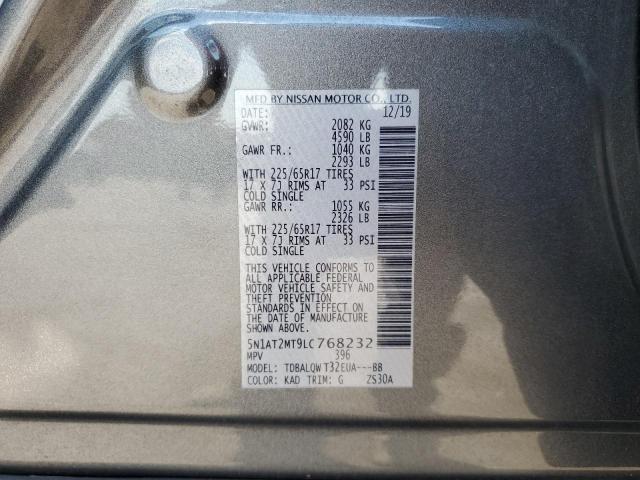 MFD BY NISSAN MOTOR CO., LTD.
DATE: 12/19
GVWR: 2082 KG
4590 LB
GAWR FR.: 1040 KG
2293 LB
WITH 225/65R17 TIRES
17 X 7J RIMS AT 33 PSI
COLD SINGLE
GAWR RR.: 1055 KG
2326 LB
WITH 225/65R17 TIRES
17 X 7J RIMS AT 33 PSI
COLD SINGLE
THIS VEHICLE CONFORMS TO
ALL APPLICABLE FEDERAL
MOTOR VEHICLE SAFETY AND
THEFT PREVENTION
STANDARDS IN EFFECT ON
THE DATE OF MANUFACTURE
SHOWN ABOVE.
5N1AT2MT9LC768232
MPV 396
MODEL: TDBALQW T32EUA---BB
COLOR: KAD TRIM: G ZS30A